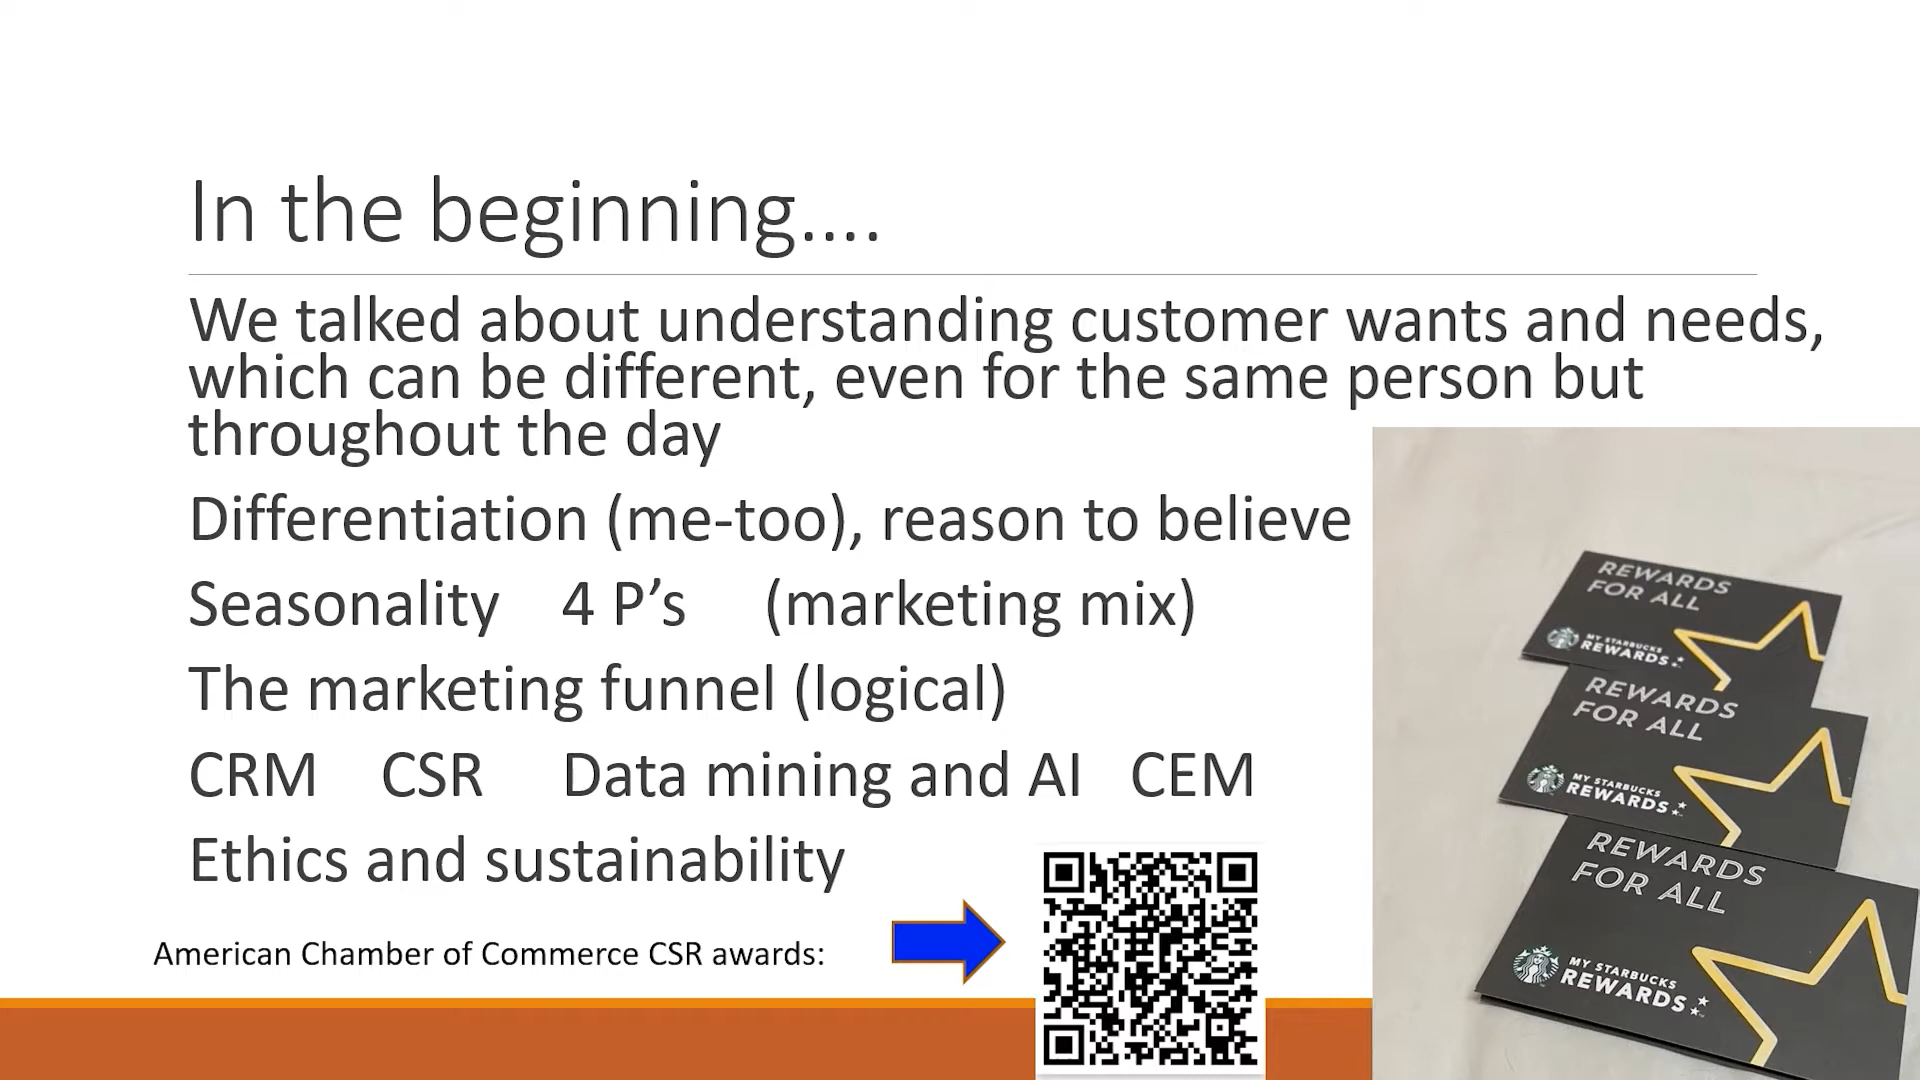 In the beginning....
We talked about understanding customer wants and needs,
which can be different, even for the same person but
throughout the day
Differentiation (me-too), reason to believe
Seasonality 4 P’s (marketing mix)
The marketing funnel (logical)
CRM CSR Data mining and AI CEM
Ethics and sustainability
American Chamber of Commerce CSR awards:
REWARDS
FOR ALL
MY STARBUCKS
REWARDS
REWARDS
FOR ALL
MY STARBUCKS
REWARDS
REWARDS
FOR ALL
MY STARBUCKS
REWARDS